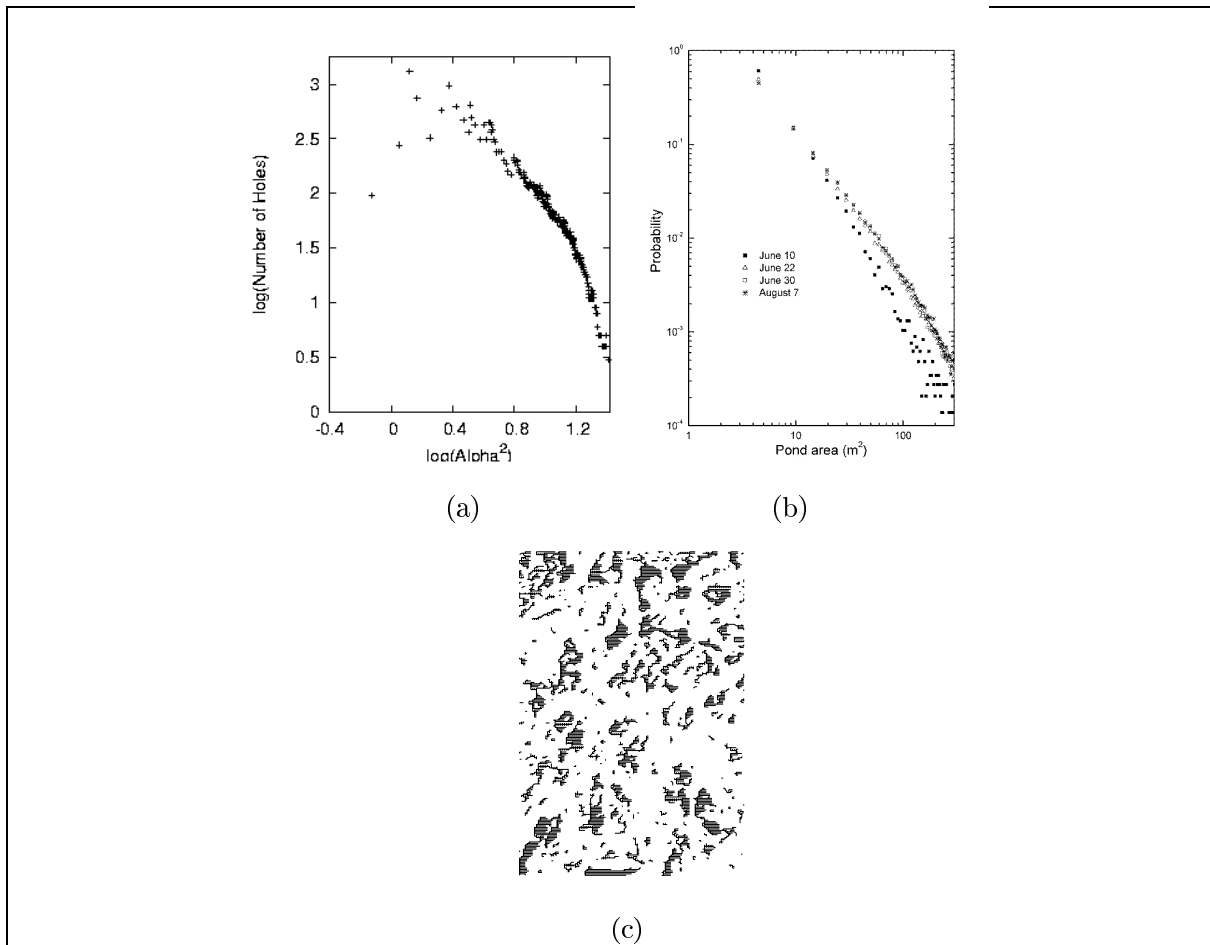 3
2.5
2
1.5
1
0.5
0
log(Number of Holes)
-0.4 0 0.4 0.8 1.2
log(Alpha²)
(a)
10⁰
10⁻¹
10⁻²
10⁻³
10⁻⁴
Probability
June 10
June 22
June 30
August 7
1 10 100
Pond area (m²)
(b)
(c)